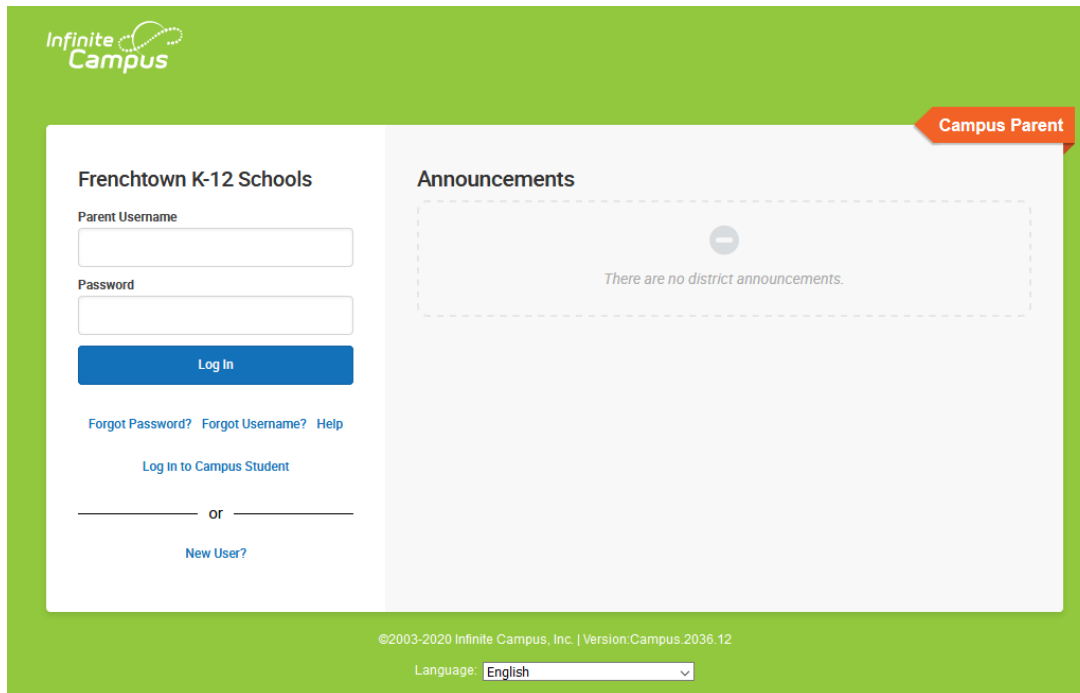 Infinite
Campus
Campus Parent
Frenchtown K-12 Schools
Parent Username
Password
Log In
Forgot Password? Forgot Username? Help
Log In to Campus Student
or
New User?
Announcements
There are no district announcements.
©2003-2020 Infinite Campus, Inc. | Version:Campus.2036.12
Language: English